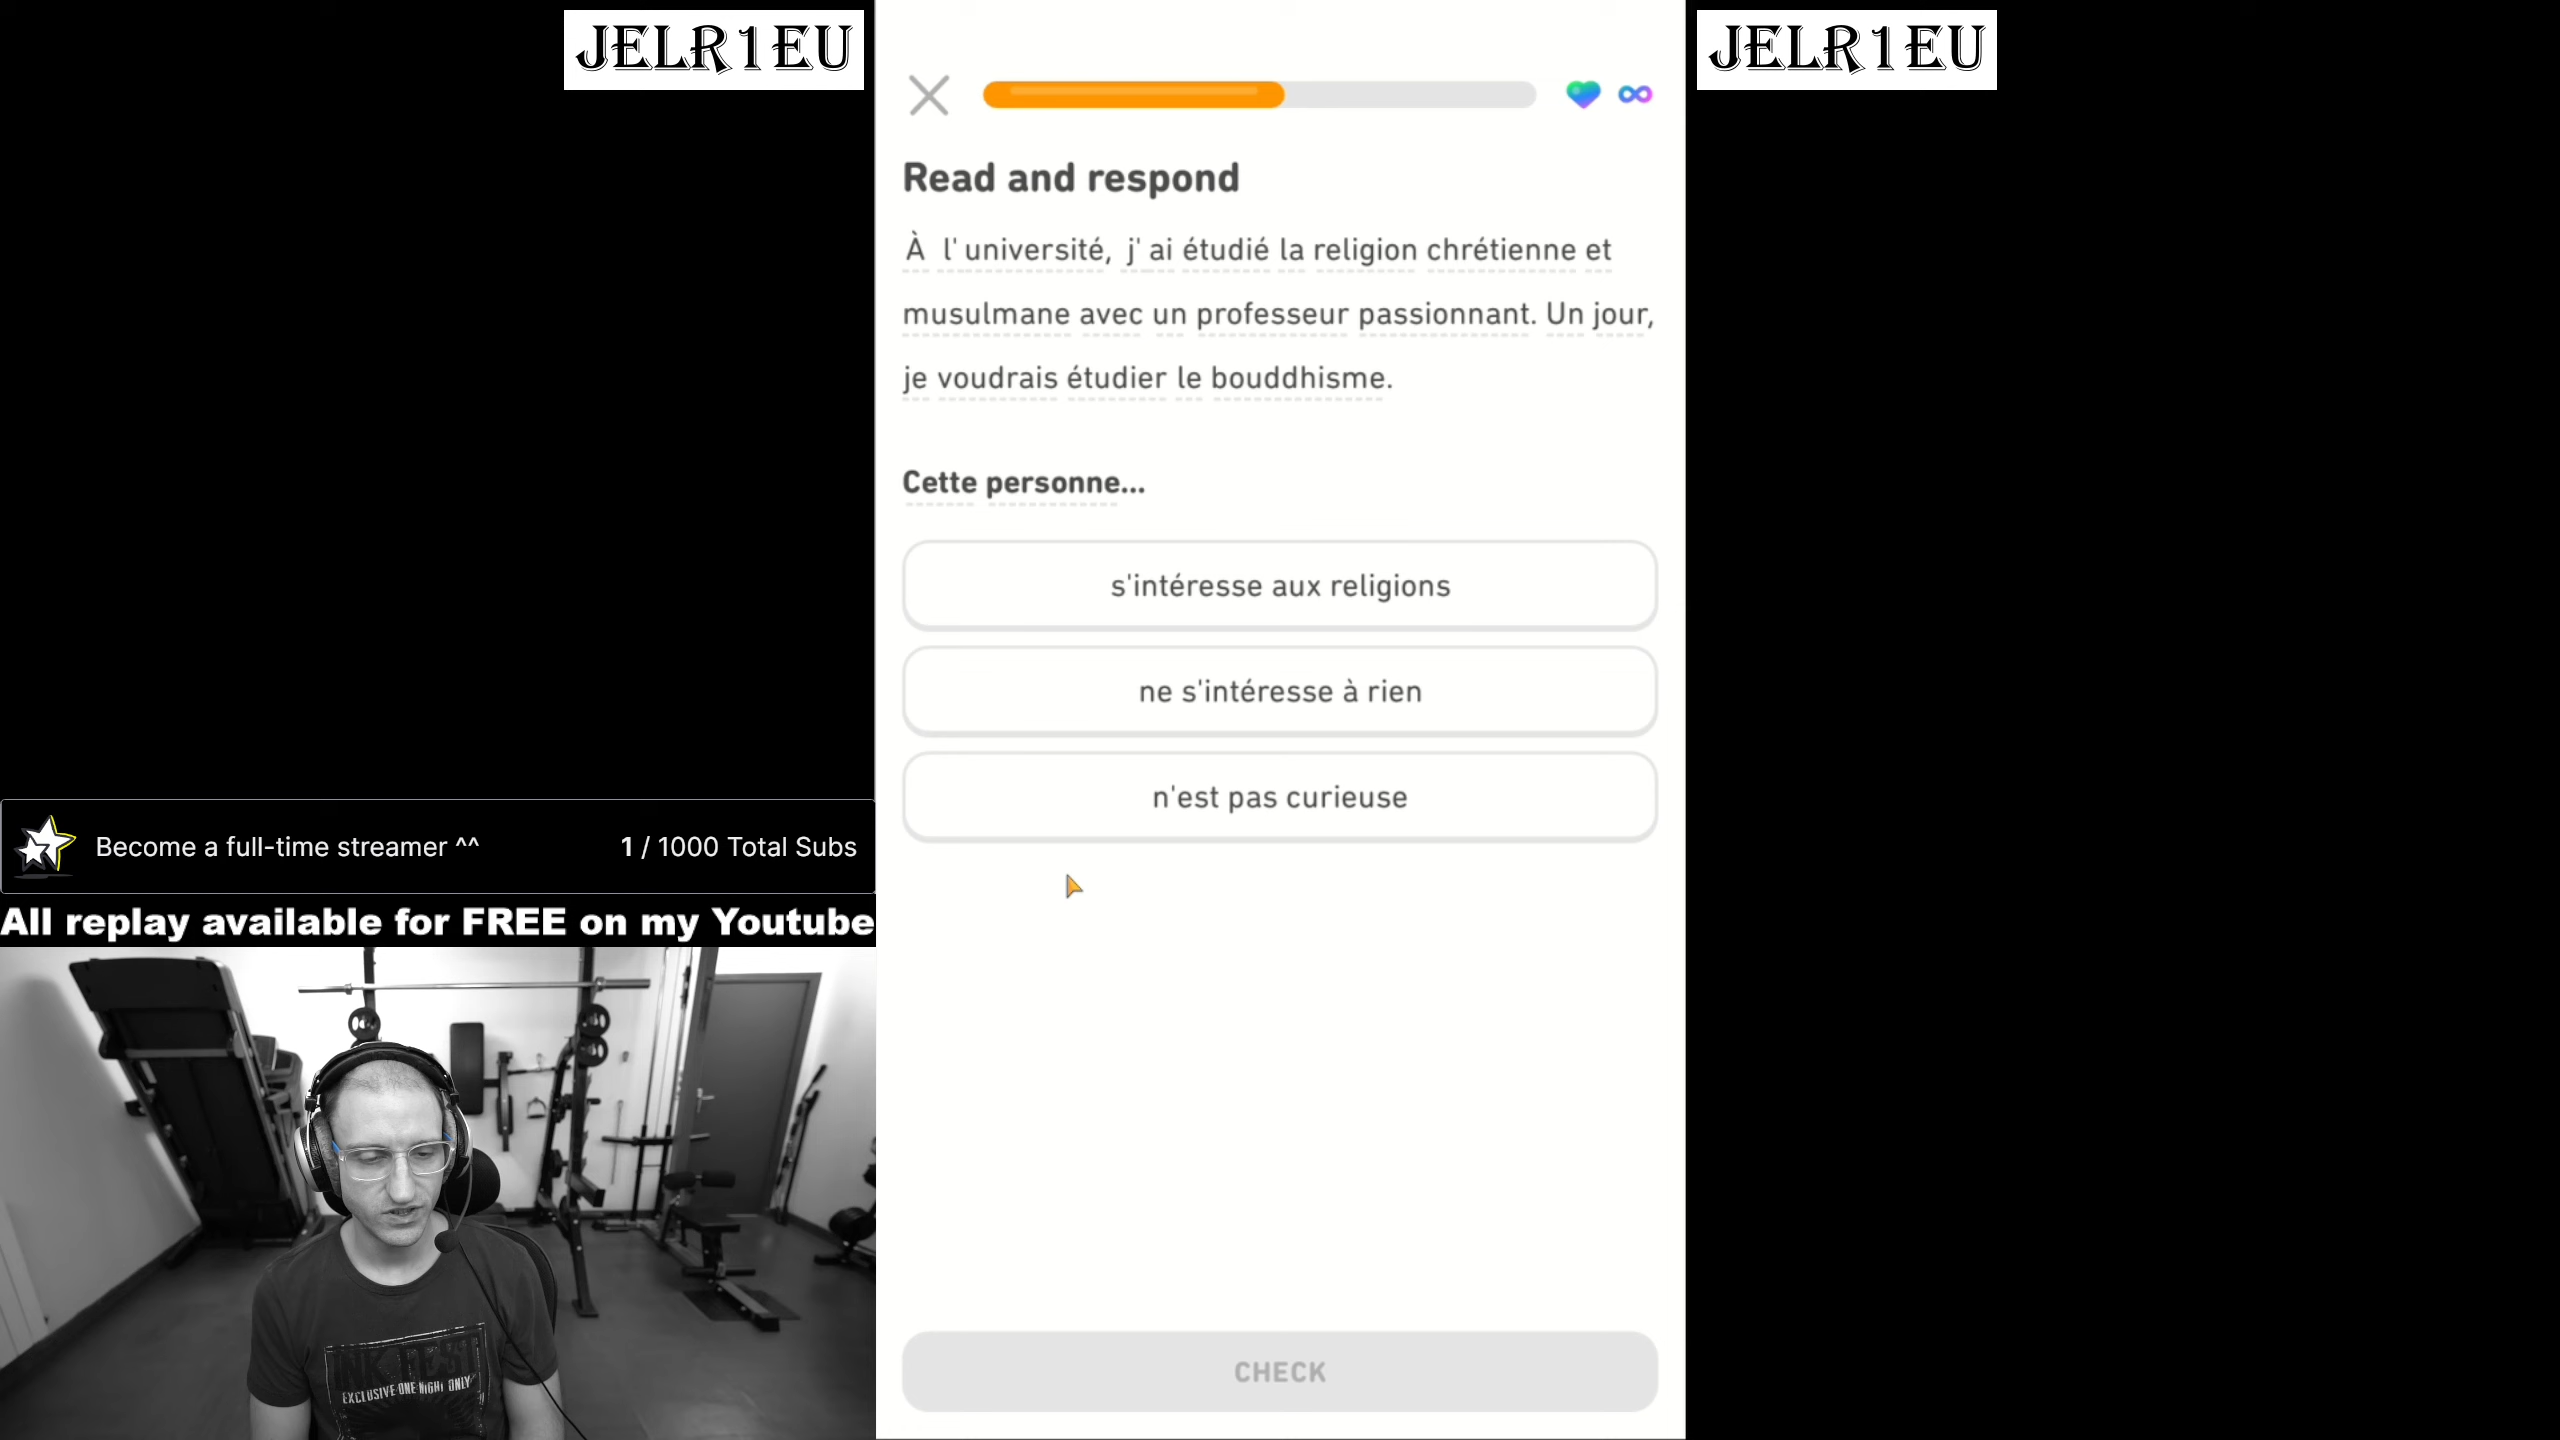 JELR1EU
JELR1EU
Read and respond
À l'université, j'ai étudié la religion chrétienne et
musulmane avec un professeur passionnant. Un jour,
je voudrais étudier le bouddhisme.
Cette personne...
s'intéresse aux religions
ne s'intéresse à rien
n'est pas curieuse
CHECK
Become a full-time streamer ^^
1 / 1000 Total Subs
All replay available for FREE on my Youtube
EXCLUSIVE ONE NIGHT ONLY